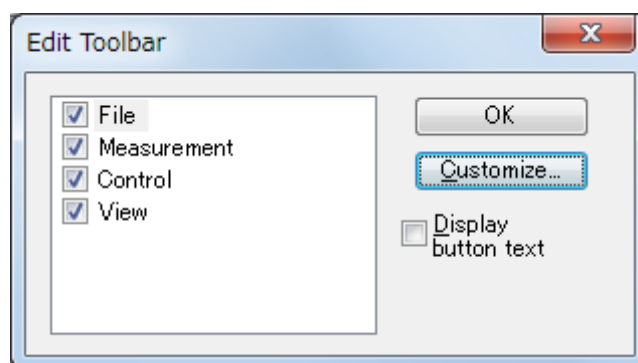 Edit Toolbar
File
Measurement
Control
View
OK
Customize...
Display
button text